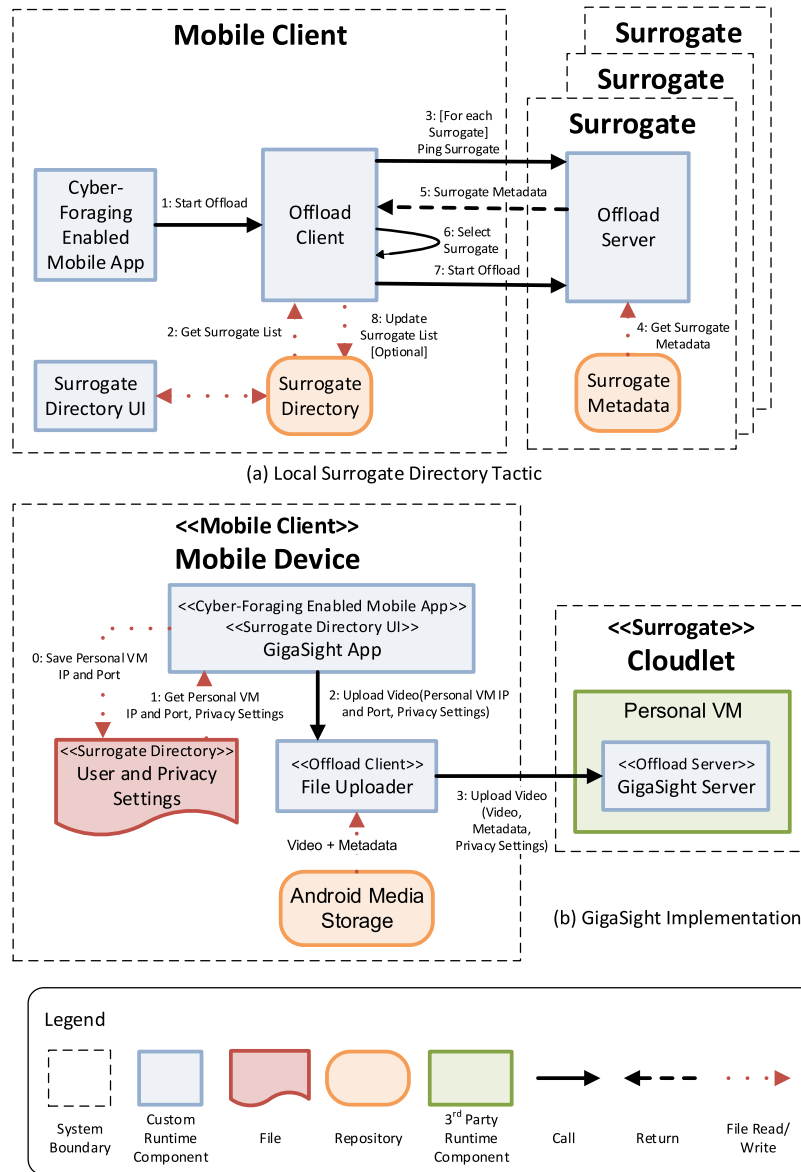 Mobile Client
Surrogate
Surrogate
Surrogate
Cyber-
Foraging
Enabled
Mobile App
1: Start Offload
Offload
Client
3: [For each
Surrogate]
Ping Surrogate
5: Surrogate Metadata
6: Select
Surrogate
7: Start Offload
Offload
Server
2: Get Surrogate List
8: Update
Surrogate List
[Optional]
4: Get Surrogate
Metadata
Surrogate
Directory UI
Surrogate
Directory
Surrogate
Metadata
(a) Local Surrogate Directory Tactic
<<Mobile Client>>
Mobile Device
<<Cyber-Foraging Enabled Mobile App>>
<<Surrogate Directory UI>>
GigaSight App
0: Save Personal VM
IP and Port
1: Get Personal VM
IP and Port, Privacy Settings
2: Upload Video(Personal VM IP
and Port, Privacy Settings)
<<Surrogate Directory>>
User and Privacy
Settings
<<Offload Client>>
File Uploader
3: Upload Video
(Video,
Metadata,
Privacy Settings)
Video + Metadata
Android Media
Storage
<<Surrogate>>
Cloudlet
Personal VM
<<Offload Server>>
GigaSight Server
(b) GigaSight Implementation
Legend
System
Boundary
Custom
Runtime
Component
File
Repository
3rd Party
Runtime
Component
Call
Return
File Read/
Write